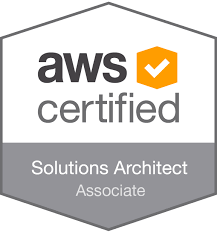 aws
certified
Solutions Architect
Associate